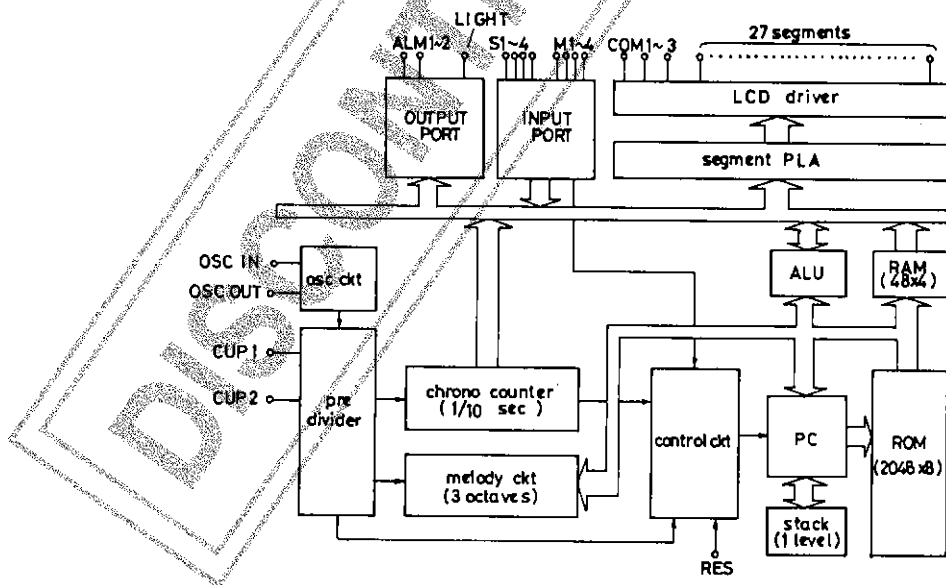 LIGHT
ALM1~2
S1~4
M1~4
COM1~3
27 segments
OUTPUT
PORT
INPUT
PORT
LCD driver
segment PLA
OSC IN
OSC OUT
osc ckt
ALU
RAM
(48x4)
CUP1
CUP2
pre
divider
chrono counter
(1/10 sec)
melody ckt
(3 octaves)
control ckt
PC
ROM
(2048x8)
stack
(1 level)
RES
DISCONT